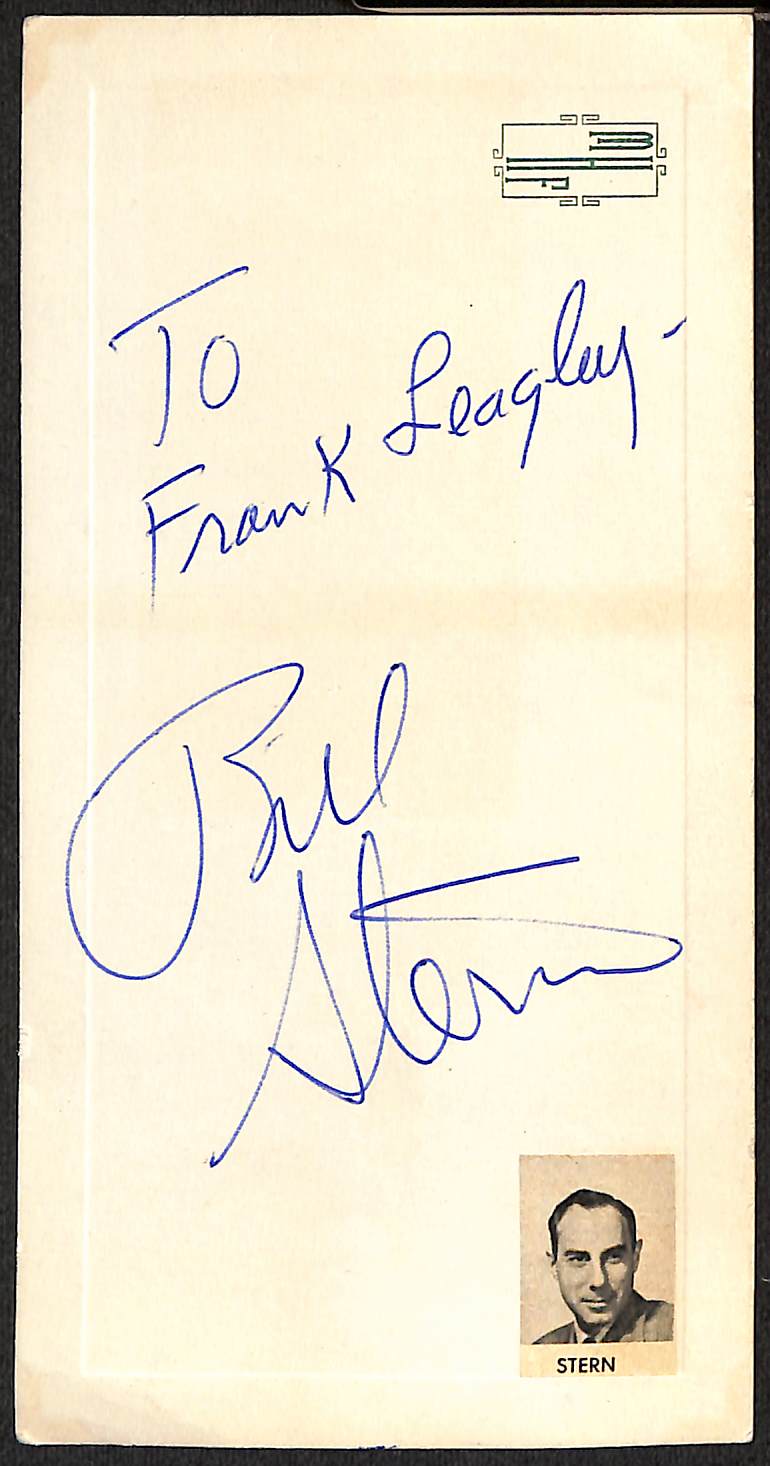 To
Frank Leagley-
Bill
Stern
STERN